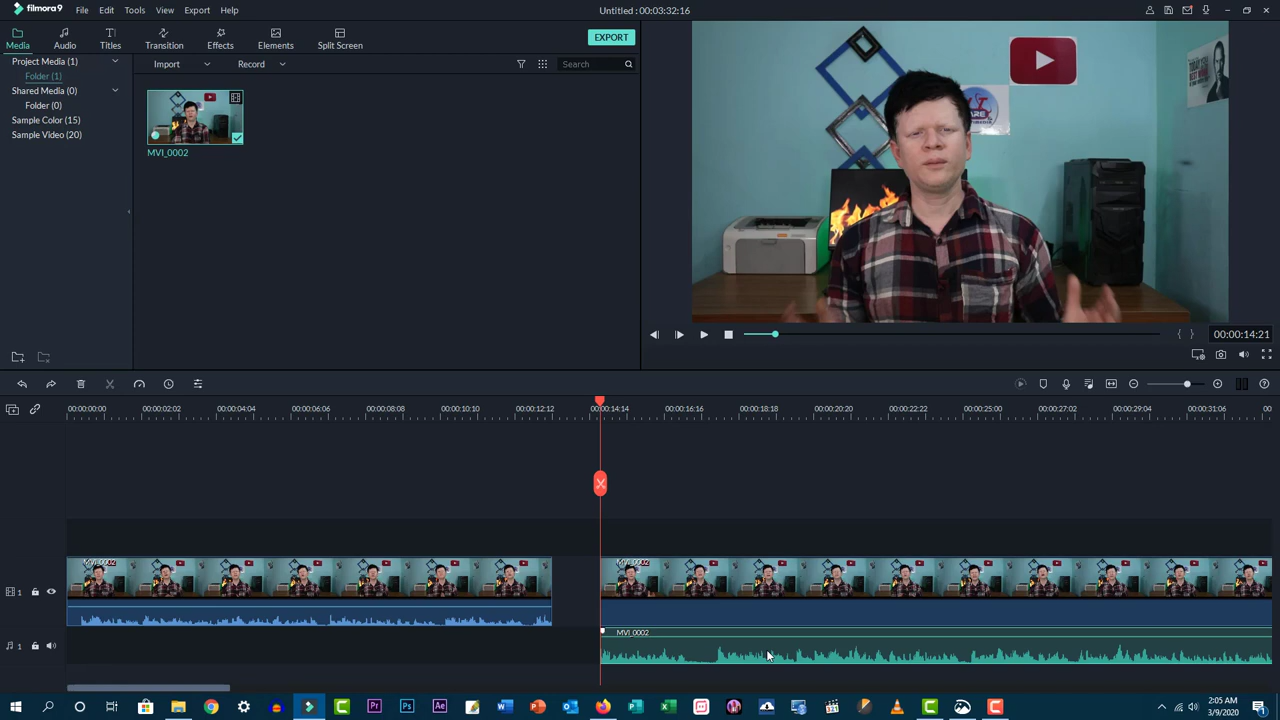 filmora9 File Edit Tools View Export Help Untitled : 00:03:32:16
Media Audio Titles Transition Effects Elements Split Screen EXPORT
Project Media (1)
Folder (1)
Shared Media (0)
Folder (0)
Sample Color (15)
Sample Video (20)
Import Record Search
MVI_0002
00:00:14:21
00:00:00:00 00:00:02:02 00:00:04:04 00:00:06:06 00:00:08:08 00:00:10:10 00:00:12:12 00:00:14:14 00:00:16:16 00:00:18:18 00:00:20:20 00:00:22:22 00:00:25:00 00:00:27:02 00:00:29:04 00:00:31:06 00
MVI_0002 MVI_0002
1
MVI_0002
1
W P X Pr Ps Ae
2:05 AM
3/9/2020